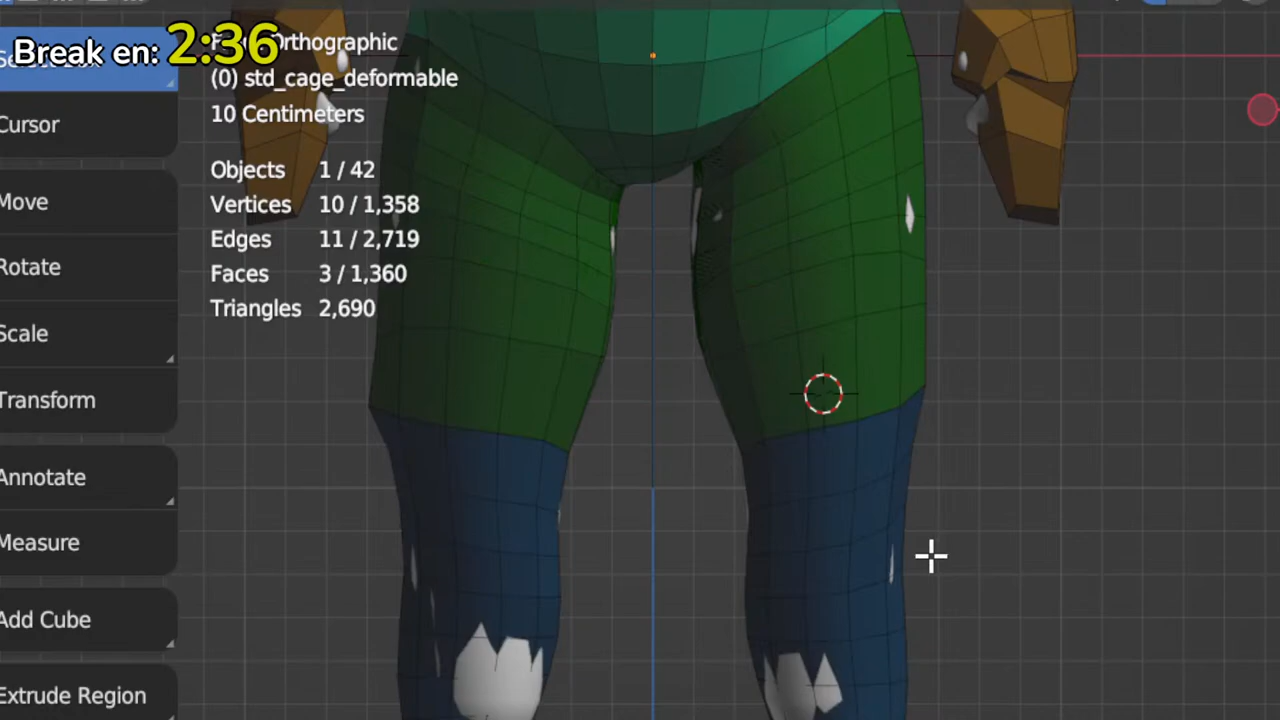 Break en: 2:36
Orthographic
(0) std_cage_deformable
10 Centimeters
Objects 1 / 42
Vertices 10 / 1,358
Edges 11 / 2,719
Faces 3 / 1,360
Triangles 2,690
Cursor
Move
Rotate
Scale
Transform
Annotate
Measure
Add Cube
Extrude Region